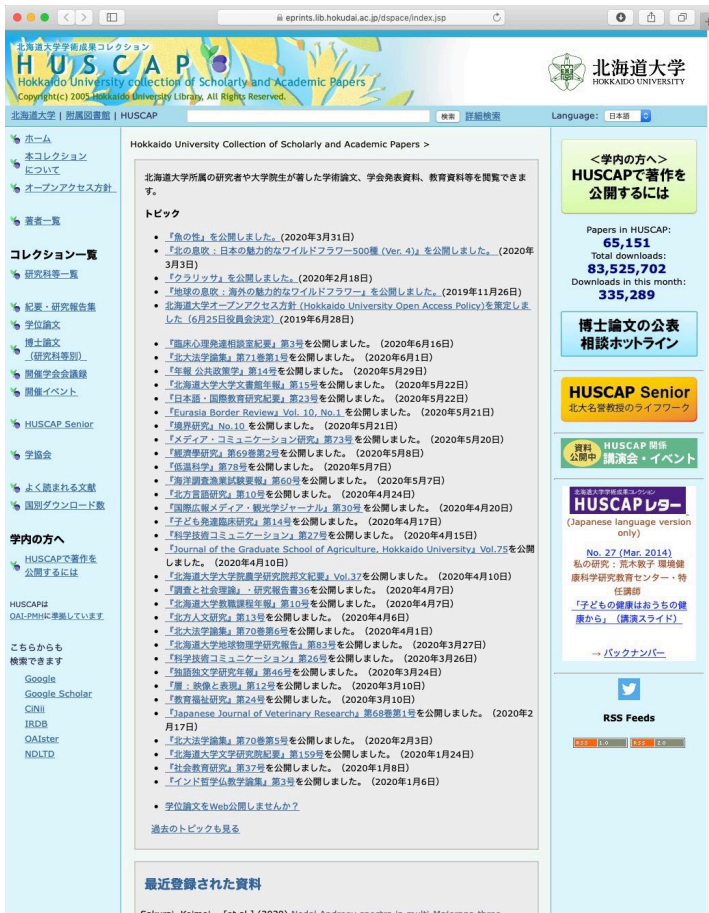 eprints.lib.hokudai.ac.jp/dspace/index.jsp
北海道大学学術成果コレクション
HUSCAP
Hokkaido University collection of Scholarly and Academic Papers
Copyright(c) 2005 Hokkaido University Library, All Rights Reserved.
北海道大学
HOKKAIDO UNIVERSITY
北海道大学 | 附属図書館 | HUSCAP
検索 詳細検索
Language: 日本語
ホーム
本コレクション
について
オープンアクセス方針
著者一覧
コレクション一覧
研究科等一覧
紀要・研究報告集
学位論文
博士論文
(研究科等別)
開催学会会議録
開催イベント
HUSCAP Senior
学協会
よく読まれる文献
国別ダウンロード数
学内の方へ
HUSCAPで著作を
公開するには
HUSCAPは
OAI-PMHに準拠しています
こちらからも
検索できます
Google
Google Scholar
CiNii
IRDB
OAIster
NDLTD
Hokkaido University Collection of Scholarly and Academic Papers >
北海道大学所属の研究者や大学院生が著した学術論文、学会発表資料、教育資料等を閲覧できま
す。
トピック
• 『魚の性』を公開しました。(2020年3月31日)
• 『北の息吹：日本の魅力的なワイルドフラワー500種 (Ver. 4)』を公開しました。 (2020年
3月3日)
• 『クラリッサ』を公開しました。(2020年2月18日)
• 『地球の息吹：海外の魅力的なワイルドフラワー』を公開しました。(2019年11月26日)
• 北海道大学オープンアクセス方針 (Hokkaido University Open Access Policy)を策定しま
した（6月25日役員会決定）(2019年6月28日)
• 『臨床心理発達相談室紀要』第3号を公開しました。（2020年6月16日）
• 『北大法学論集』第71巻第1号を公開しました。（2020年6月1日）
• 『年報 公共政策学』第14号を公開しました。（2020年5月29日）
• 『北海道大学大学文書館年報』第15号を公開しました。（2020年5月22日）
• 『日本語・国際教育研究紀要』第23号を公開しました。（2020年5月22日）
• 『Eurasia Border Review』Vol. 10, No.1 を公開しました。（2020年5月21日）
• 『境界研究』No.10 を公開しました。（2020年5月21日）
• 『メディア・コミュニケーション研究』第73号を公開しました。（2020年5月20日）
• 『經濟學研究』第69巻第2号を公開しました。（2020年5月8日）
• 『低温科学』第78号を公開しました。（2020年5月7日）
• 『海洋調査漁業試験要報』第60号を公開しました。（2020年5月7日）
• 『北方言語研究』第10号を公開しました。（2020年4月24日）
• 『国際広報メディア・観光学ジャーナル』第30号を公開しました。（2020年4月20日）
• 『子ども発達臨床研究』第14号を公開しました。（2020年4月17日）
• 『科学技術コミュニケーション』第27号を公開しました。（2020年4月15日）
• 『Journal of the Graduate School of Agriculture, Hokkaido University』Vol.75を公開
しました。（2020年4月10日）
• 『北海道大学大学院農学研究院邦文紀要』Vol.37を公開しました。（2020年4月10日）
• 『調査と社会理論』・研究報告書36を公開しました。（2020年4月7日）
• 『北海道大学教職課程年報』第10号を公開しました。（2020年4月7日）
• 『北方人文研究』第13号を公開しました。（2020年4月6日）
• 『北大法学論集』第70巻第6号を公開しました。（2020年4月1日）
• 『北海道大学地球物理学研究報告』第83号を公開しました。（2020年3月27日）
• 『科学技術コミュニケーション』第26号を公開しました。（2020年3月26日）
• 『独語独文学研究年報』第46号を公開しました。（2020年3月24日）
• 『層：映像と表現』第12号を公開しました。（2020年3月10日）
• 『教育福祉研究』第24号を公開しました。（2020年3月10日）
• 『Japanese Journal of Veterinary Research』第68巻第1号を公開しました。（2020年2
月17日）
• 『北大法学論集』第70巻第5号を公開しました。（2020年2月3日）
• 『北海道大学文学研究院紀要』第159号を公開しました。（2020年1月24日）
• 『社会教育研究』第37号を公開しました。（2020年1月8日）
• 『インド哲学仏教学論集』第3号を公開しました。（2020年1月6日）
• 学位論文をWeb公開しませんか？
過去のトピックも見る
最近登録された資料
<学内の方へ>
HUSCAPで著作を
公開するには
Papers in HUSCAP:
65,151
Total downloads:
83,525,702
Downloads in this month:
335,289
博士論文の公表
相談ホットライン
HUSCAP Senior
北大名誉教授のライフワーク
資料
公開中
HUSCAP 関係
講演会・イベント
北海道大学学術成果コレクション
HUSCAPレター
(Japanese language version
only)
No. 27 (Mar. 2014)
私の研究：荒木敦子 環境健
康科学研究教育センター・特
任講師
「子どもの健康はおうちの健
康から」（講演スライド）
→ バックナンバー
RSS Feeds
RSS 1.0 RSS 2.0